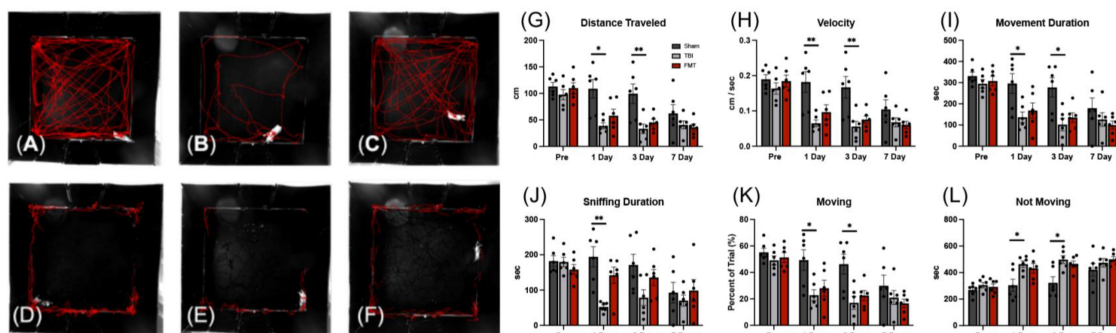 (A)
(B)
(C)
(D)
(E)
(F)
(G) Distance Traveled
cm
150
100
50
0
* **
Sham
TBI
FMT
Pre 1 Day 3 Day 7 Day
(H) Velocity
cm / sec
0.4
0.3
0.2
0.1
0.0
** **
Pre 1 Day 3 Day 7 Day
(I) Movement Duration
sec
500
400
300
200
100
0
* *
Pre 1 Day 3 Day 7 Day
(J) Sniffing Duration
sec
400
300
200
100
0
**
(K) Moving
Percent of Trial (%)
80
60
40
20
0
* *
(L) Not Moving
sec
800
600
400
200
0
* *